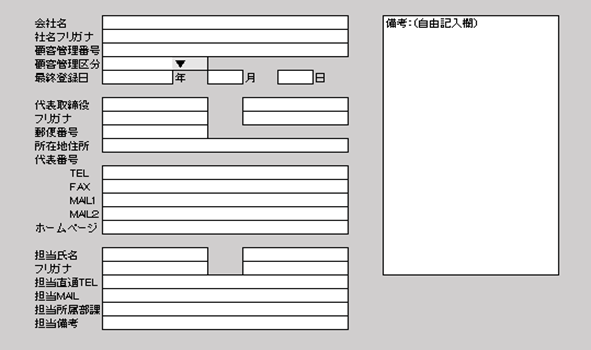 会社名
社名フリガナ
顧客管理番号
顧客管理区分 ▼
最終登録日 年 月 日
代表取締役
フリガナ
郵便番号
所在地住所
代表番号
TEL
FAX
MAIL1
MAIL2
ホームページ
担当氏名
フリガナ
担当直通TEL
担当MAIL
担当所属部課
担当備考
備考:(自由記入欄)